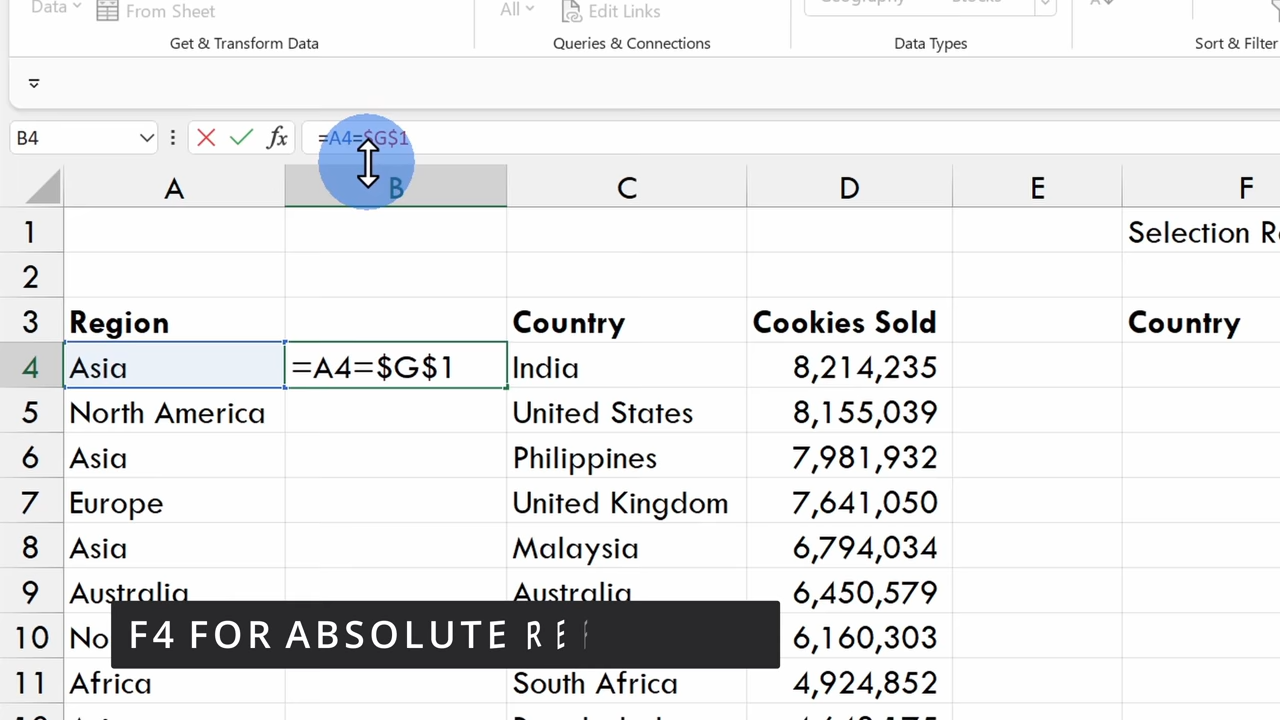 Data
From Sheet
All
Edit Links
Get & Transform Data
Queries & Connections
Data Types
Sort & Filter
B4
fx
=A4=$G$1
A B C D E F
1 Selection
2
3 Region Country Cookies Sold Country
4 Asia =A4=$G$1 India 8,214,235
5 North America United States 8,155,039
6 Asia Philippines 7,981,932
7 Europe United Kingdom 7,641,050
8 Asia Malaysia 6,794,034
9 Australia Australia 6,450,579
10 No 6,160,303
F4 FOR ABSOLUTE
11 Africa South Africa 4,924,852